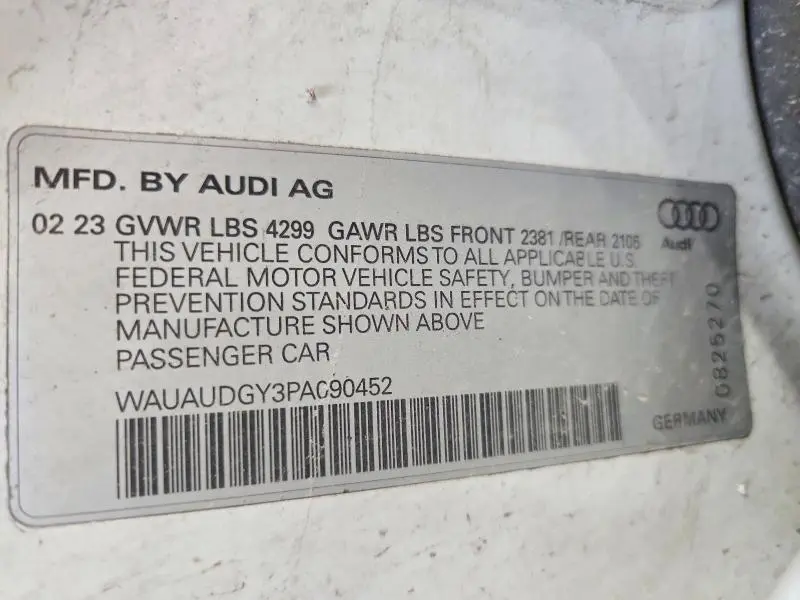 MFD. BY AUDI AG
02 23 GVWR LBS 4299 GAWR LBS FRONT 2381 /REAR
THIS VEHICLE CONFORMS TO ALL APPLICABLE U.S.
FEDERAL MOTOR VEHICLE SAFETY, BUMPER AND THEFT
PREVENTION STANDARDS IN EFFECT ON THE DATE OF
MANUFACTURE SHOWN ABOVE
PASSENGER CAR
WAUAUDGY3PA090452
Audi
GERMANY